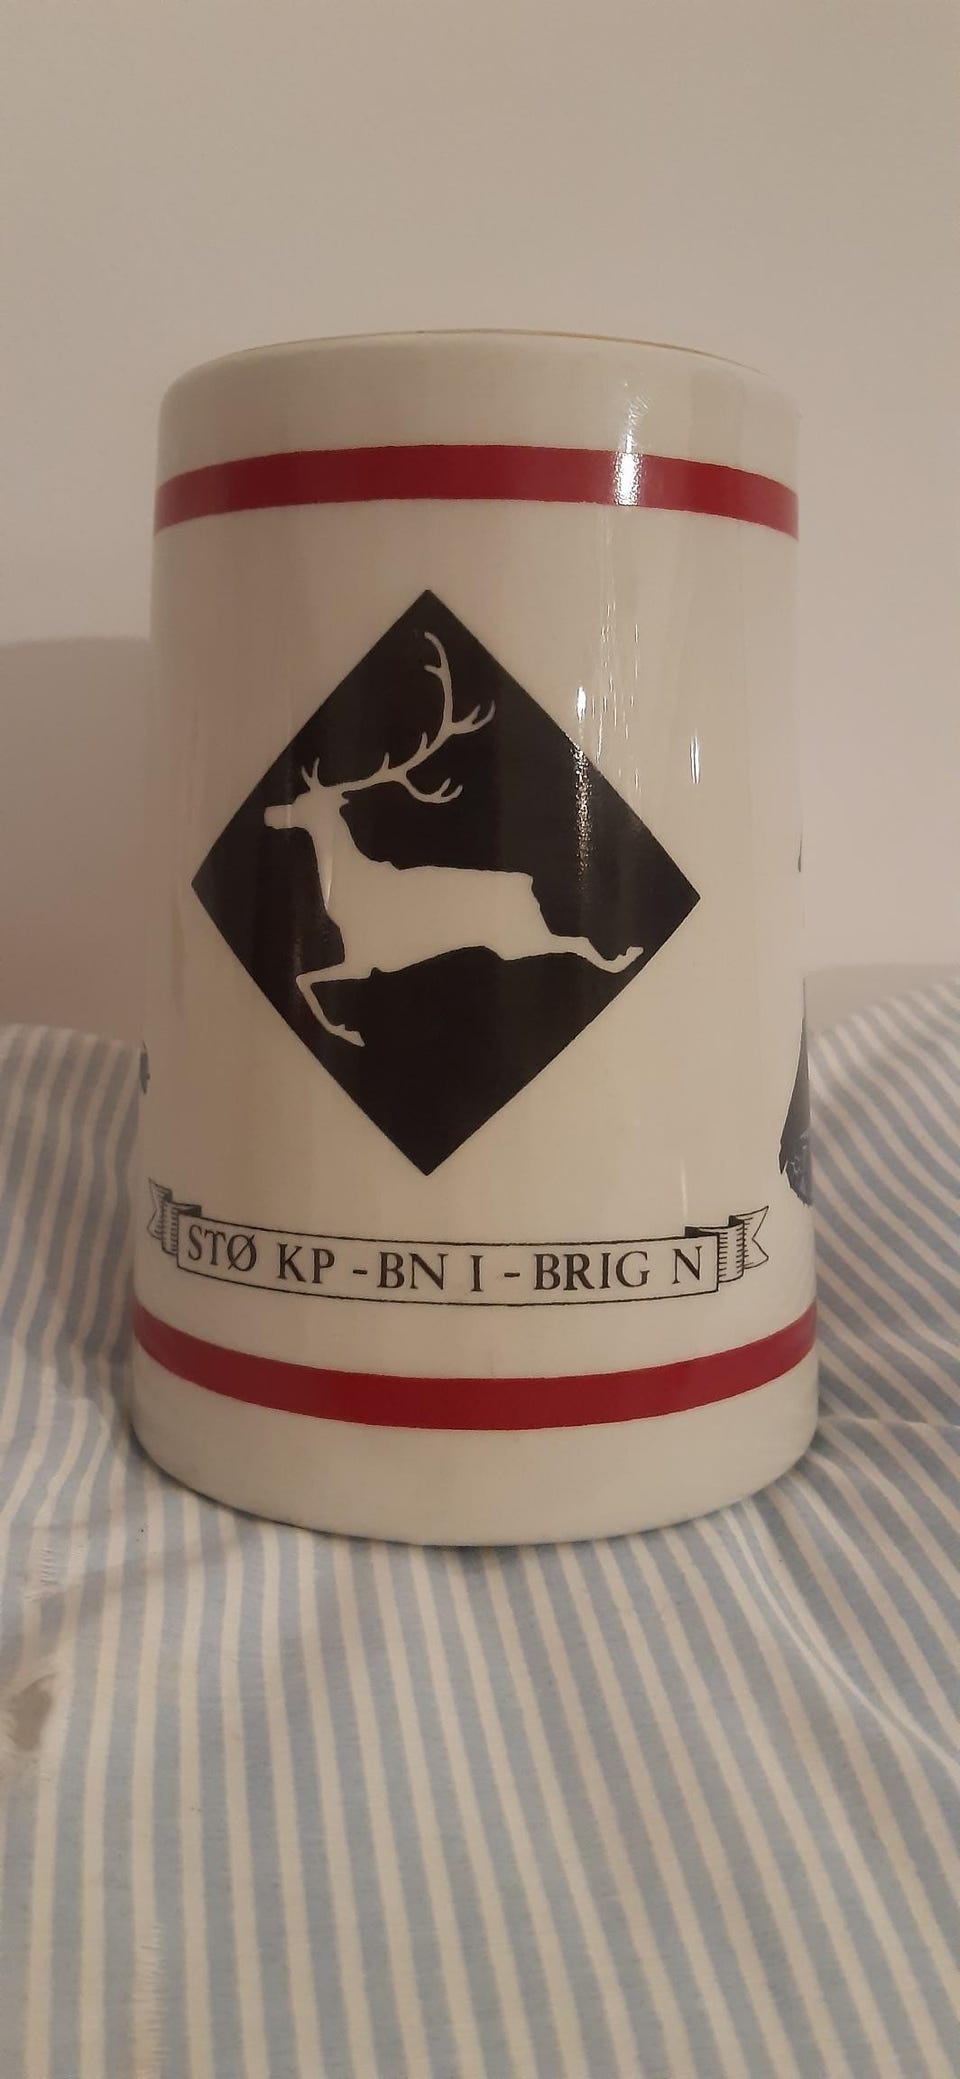 STØ KP - BN I - BRIG N